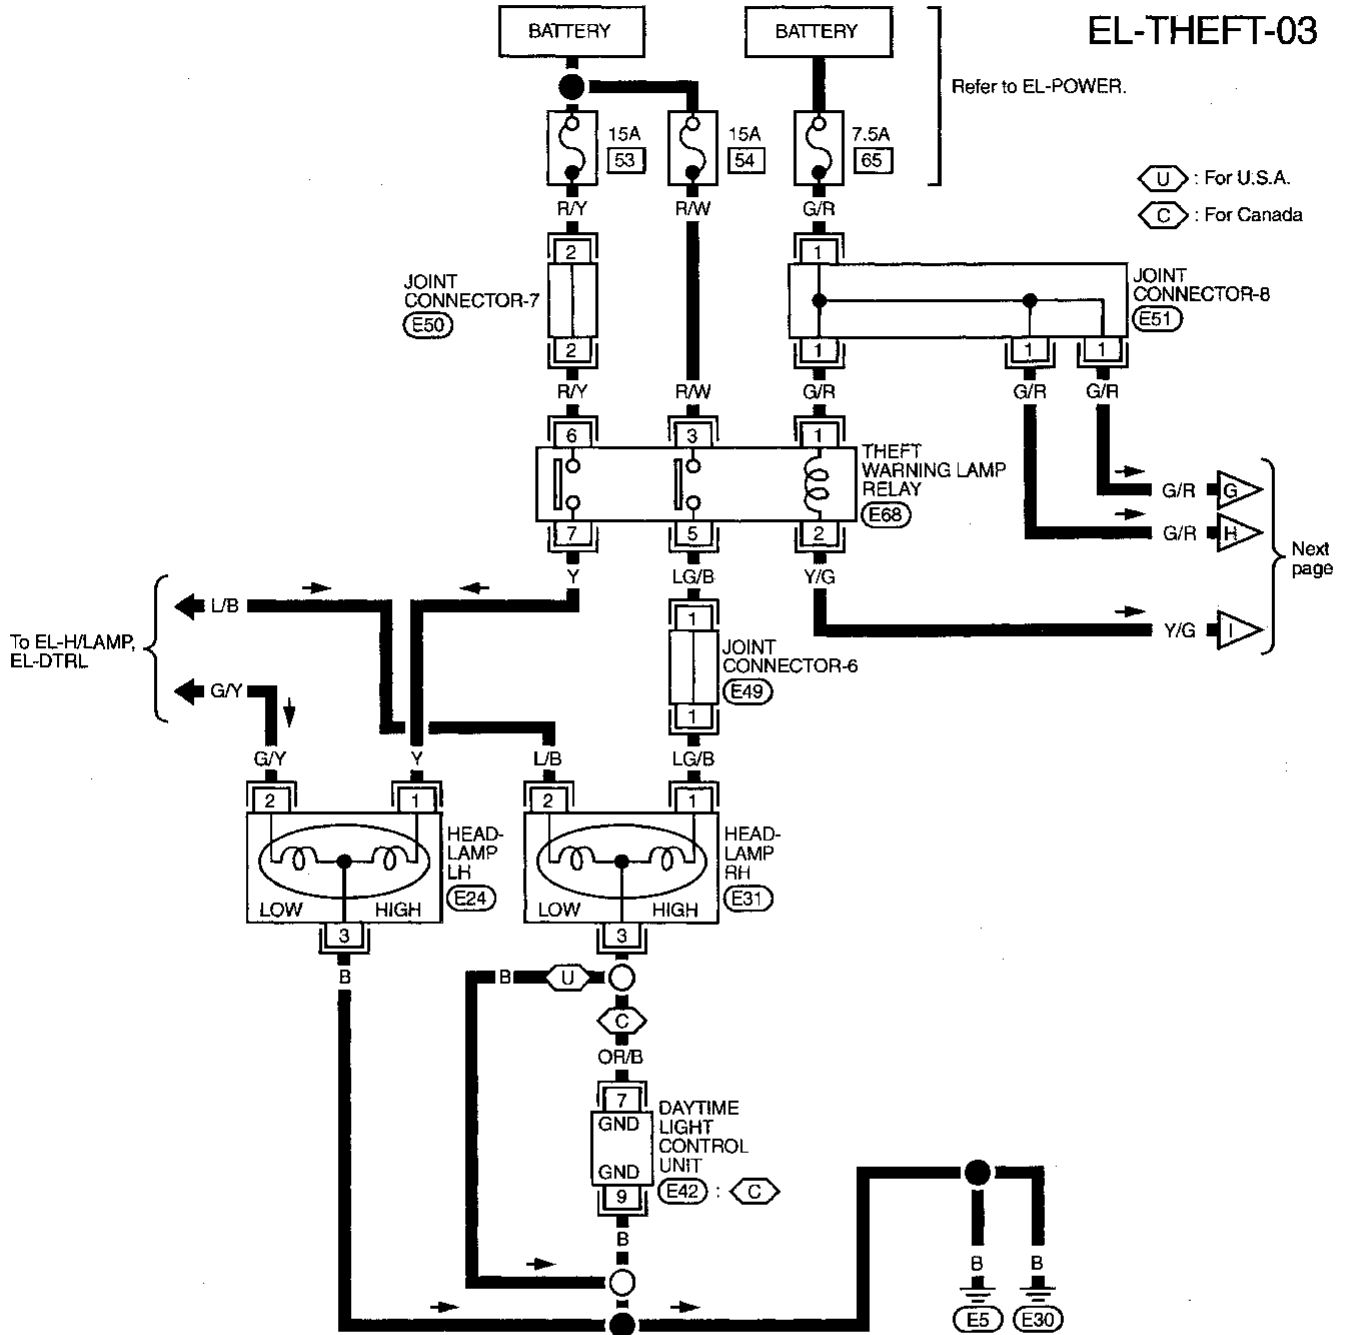 EL-THEFT-03
BATTERY
BATTERY
Refer to EL-POWER.
15A
53
15A
54
7.5A
65
U : For U.S.A.
C : For Canada
R/Y
R/W
G/R
2
1
JOINT
CONNECTOR-7
E50
JOINT
CONNECTOR-8
E51
2
1
1
1
R/Y
R/W
G/R
G/R
G/R
6
3
1
THEFT
WARNING LAMP
RELAY
E68
7
5
2
G/R G
G/R H
Next
page
Y
LG/B
Y/G
Y/G I
To EL-H/LAMP,
EL-DTRL
L/B
G/Y
1
JOINT
CONNECTOR-6
E49
1
G/Y
Y
L/B
LG/B
2
1
2
1
HEAD-
LAMP
LH
E24
LOW
HIGH
HEAD-
LAMP
RH
E31
LOW
HIGH
3
3
B
B
U
C
OR/B
7
GND
DAYTIME
LIGHT
CONTROL
UNIT
E42 : C
GND
9
B
B
B
E5
E30